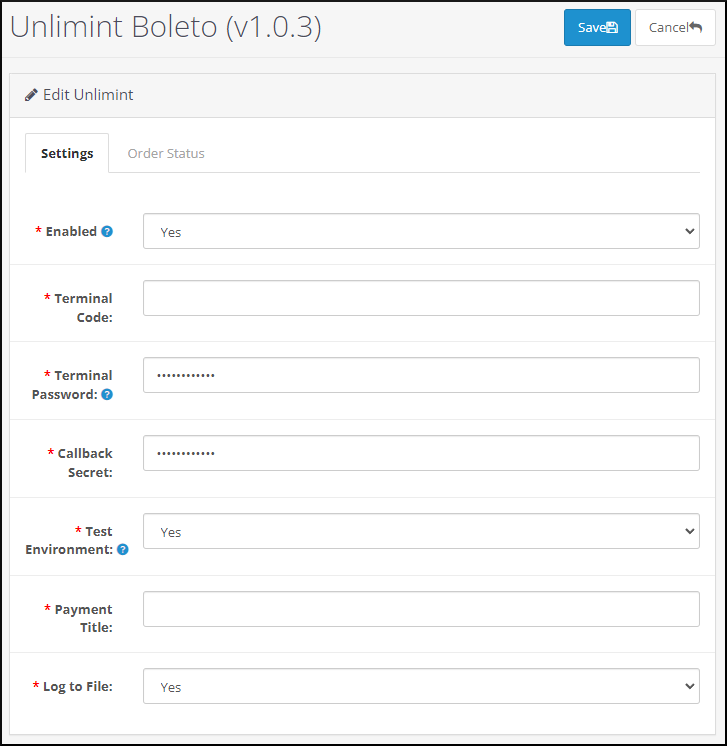 Unlimint Boleto (v1.0.3)
Save
Cancel
Edit Unlimint
Settings
Order Status
* Enabled ?
Yes
* Terminal
Code:
* Terminal
Password: ?
••••••••••••
* Callback
Secret:
••••••••••••
* Test
Environment: ?
Yes
* Payment
Title:
* Log to File:
Yes